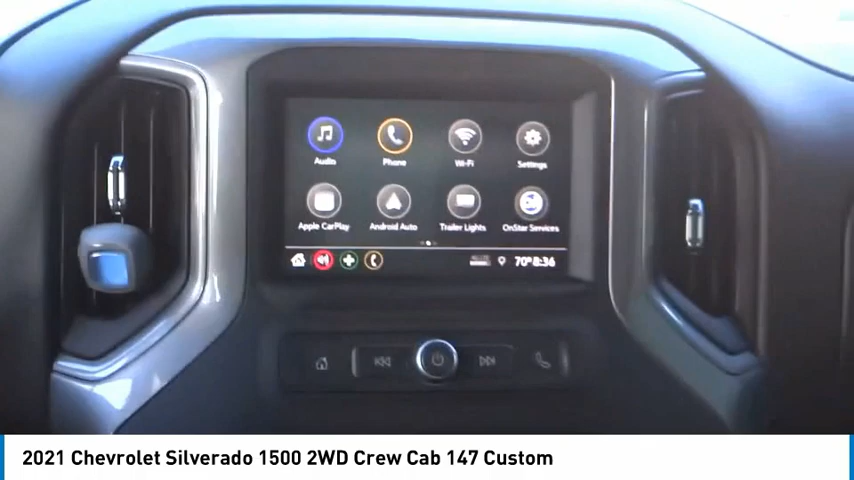 Audio Phone Wi-Fi Settings
Apple CarPlay Android Auto Trailer Lights OnStar Services
70° 8:36
2021 Chevrolet Silverado 1500 2WD Crew Cab 147 Custom